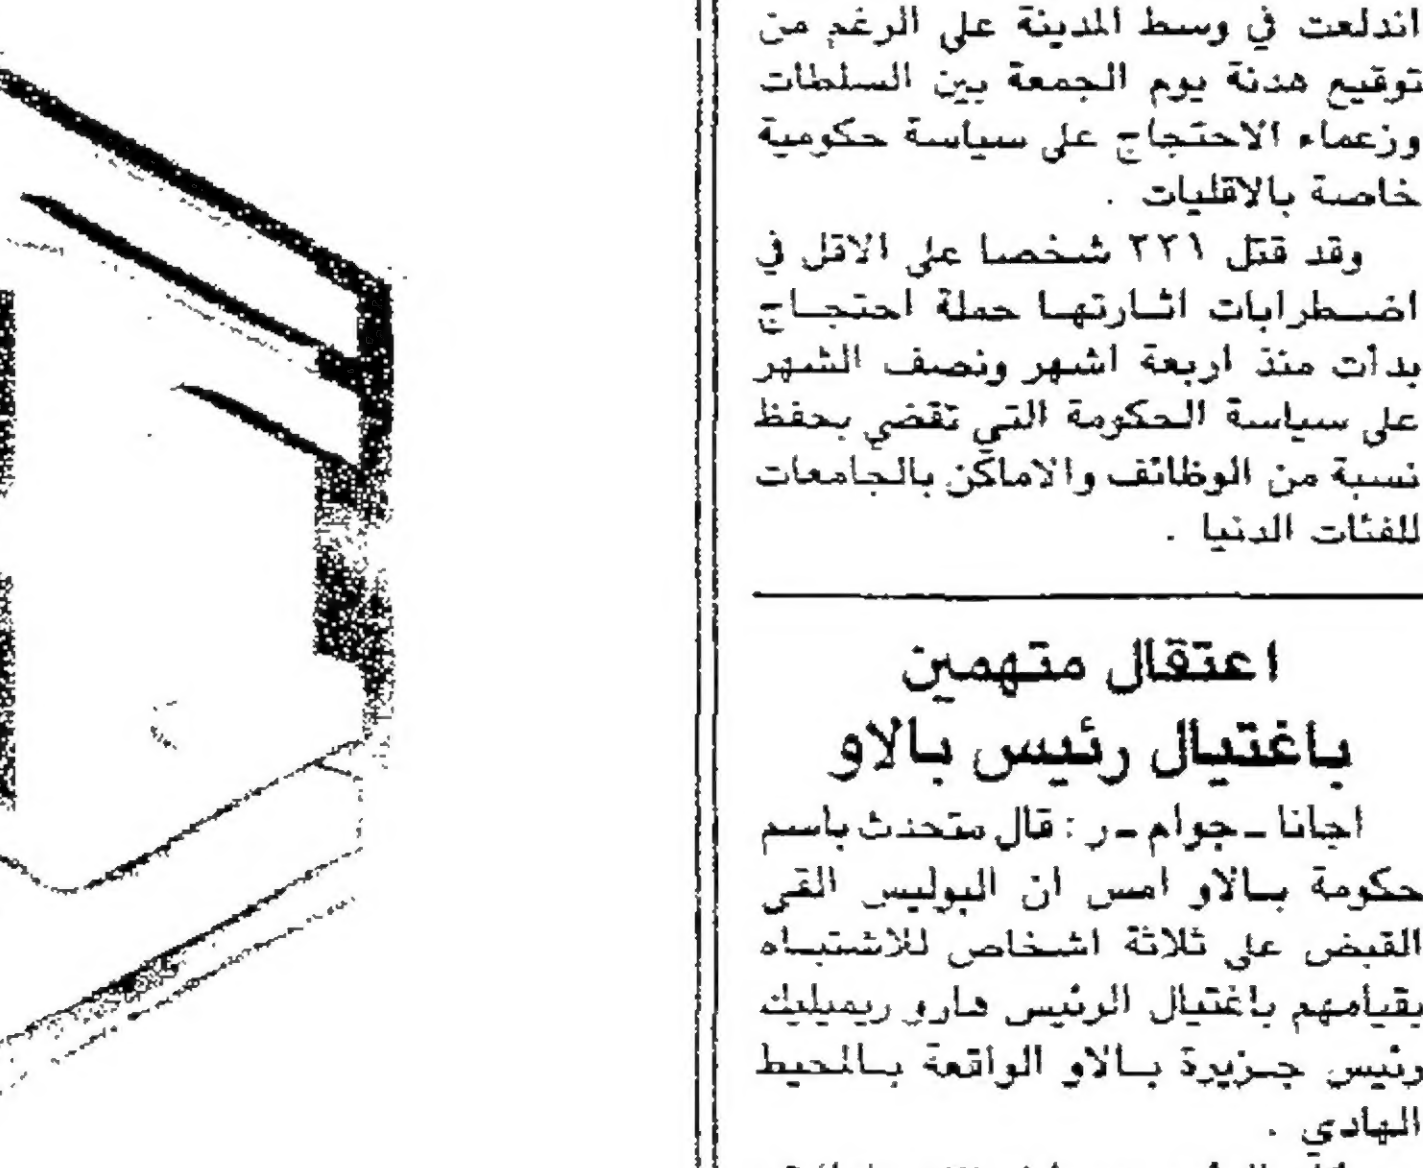 اندلعت في وسط المدينة على الرغم من
توقيع هدنة يوم الجمعة بين السلطات
وزعماء الاحتجاج على سياسة حكومية
خاصة بالاقليات .
وقد قتل ٢٢١ شخصا على الاقل في
اضطرابات اثارتها حملة احتجاج
بدأت منذ اربعة اشهر ونصف الشهر
على سياسة الحكومة التي تقضي بحفظ
نسبة من الوظائف والاماكن بالجامعات
للفئات الدنيا .
اعتقال متهمين
باغتيال رئيس بالاو
اجانا - جوام - ر : قال متحدث باسم
حكومة بالاو امس ان البوليس القى
القبض على ثلاثة اشخاص للاشتباه
بقيامهم باغتيال الرئيس هارو ريميليك
رئيس جزيرة بالاو الواقعة بالمحيط
الهادي .